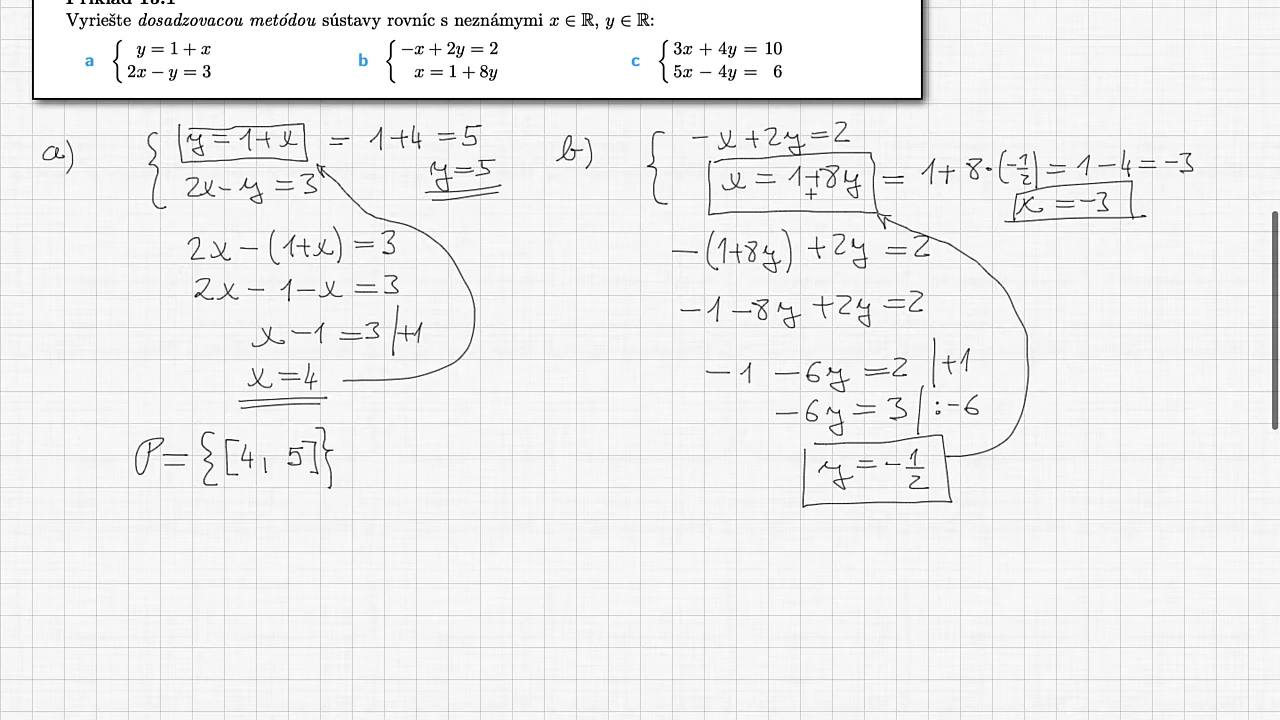 Vyriešte dosadzovacou metódou sústavy rovníc s neznámymi x ∈ ℝ, y ∈ ℝ:
a { y = 1 + x
2x − y = 3
b { −x + 2y = 2
x = 1 + 8y
c { 3x + 4y = 10
5x − 4y = 6
a) { y = 1+x = 1+4 = 5
y = 5
2x − y = 3
2x − (1+x) = 3
2x − 1 − x = 3
x − 1 = 3 |+1
x = 4
P = {[4, 5]}
b) { −x + 2y = 2
x = 1 + 8y = 1 + 8·(−1/2) = 1 − 4 = −3
+
x = −3
−(1+8y) + 2y = 2
−1 − 8y + 2y = 2
−1 − 6y = 2 |+1
−6y = 3 | :−6
y = −1/2